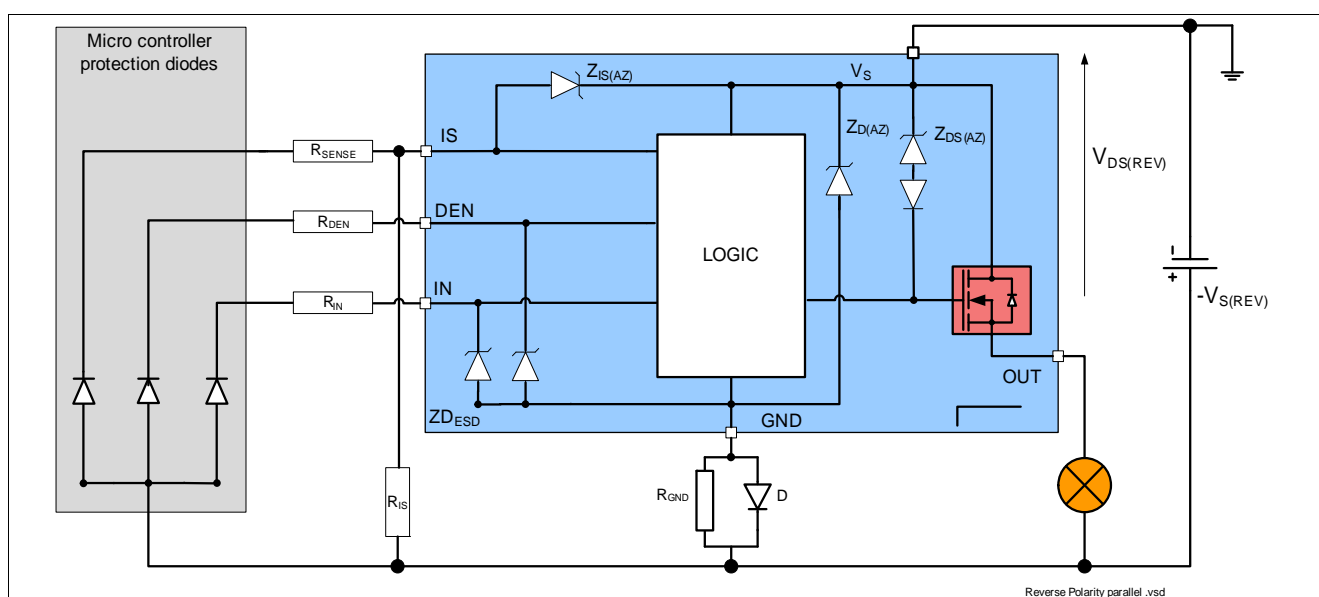 Micro controller
protection diodes
Z_IS(AZ)
V_S
Z_D(AZ)
Z_DS(AZ)
V_DS(REV)
IS
R_SENSE
DEN
R_DEN
LOGIC
IN
R_IN
-V_S(REV)
+
OUT
ZD_ESD
GND
R_IS
R_GND
D
Reverse Polarity parallel .vsd